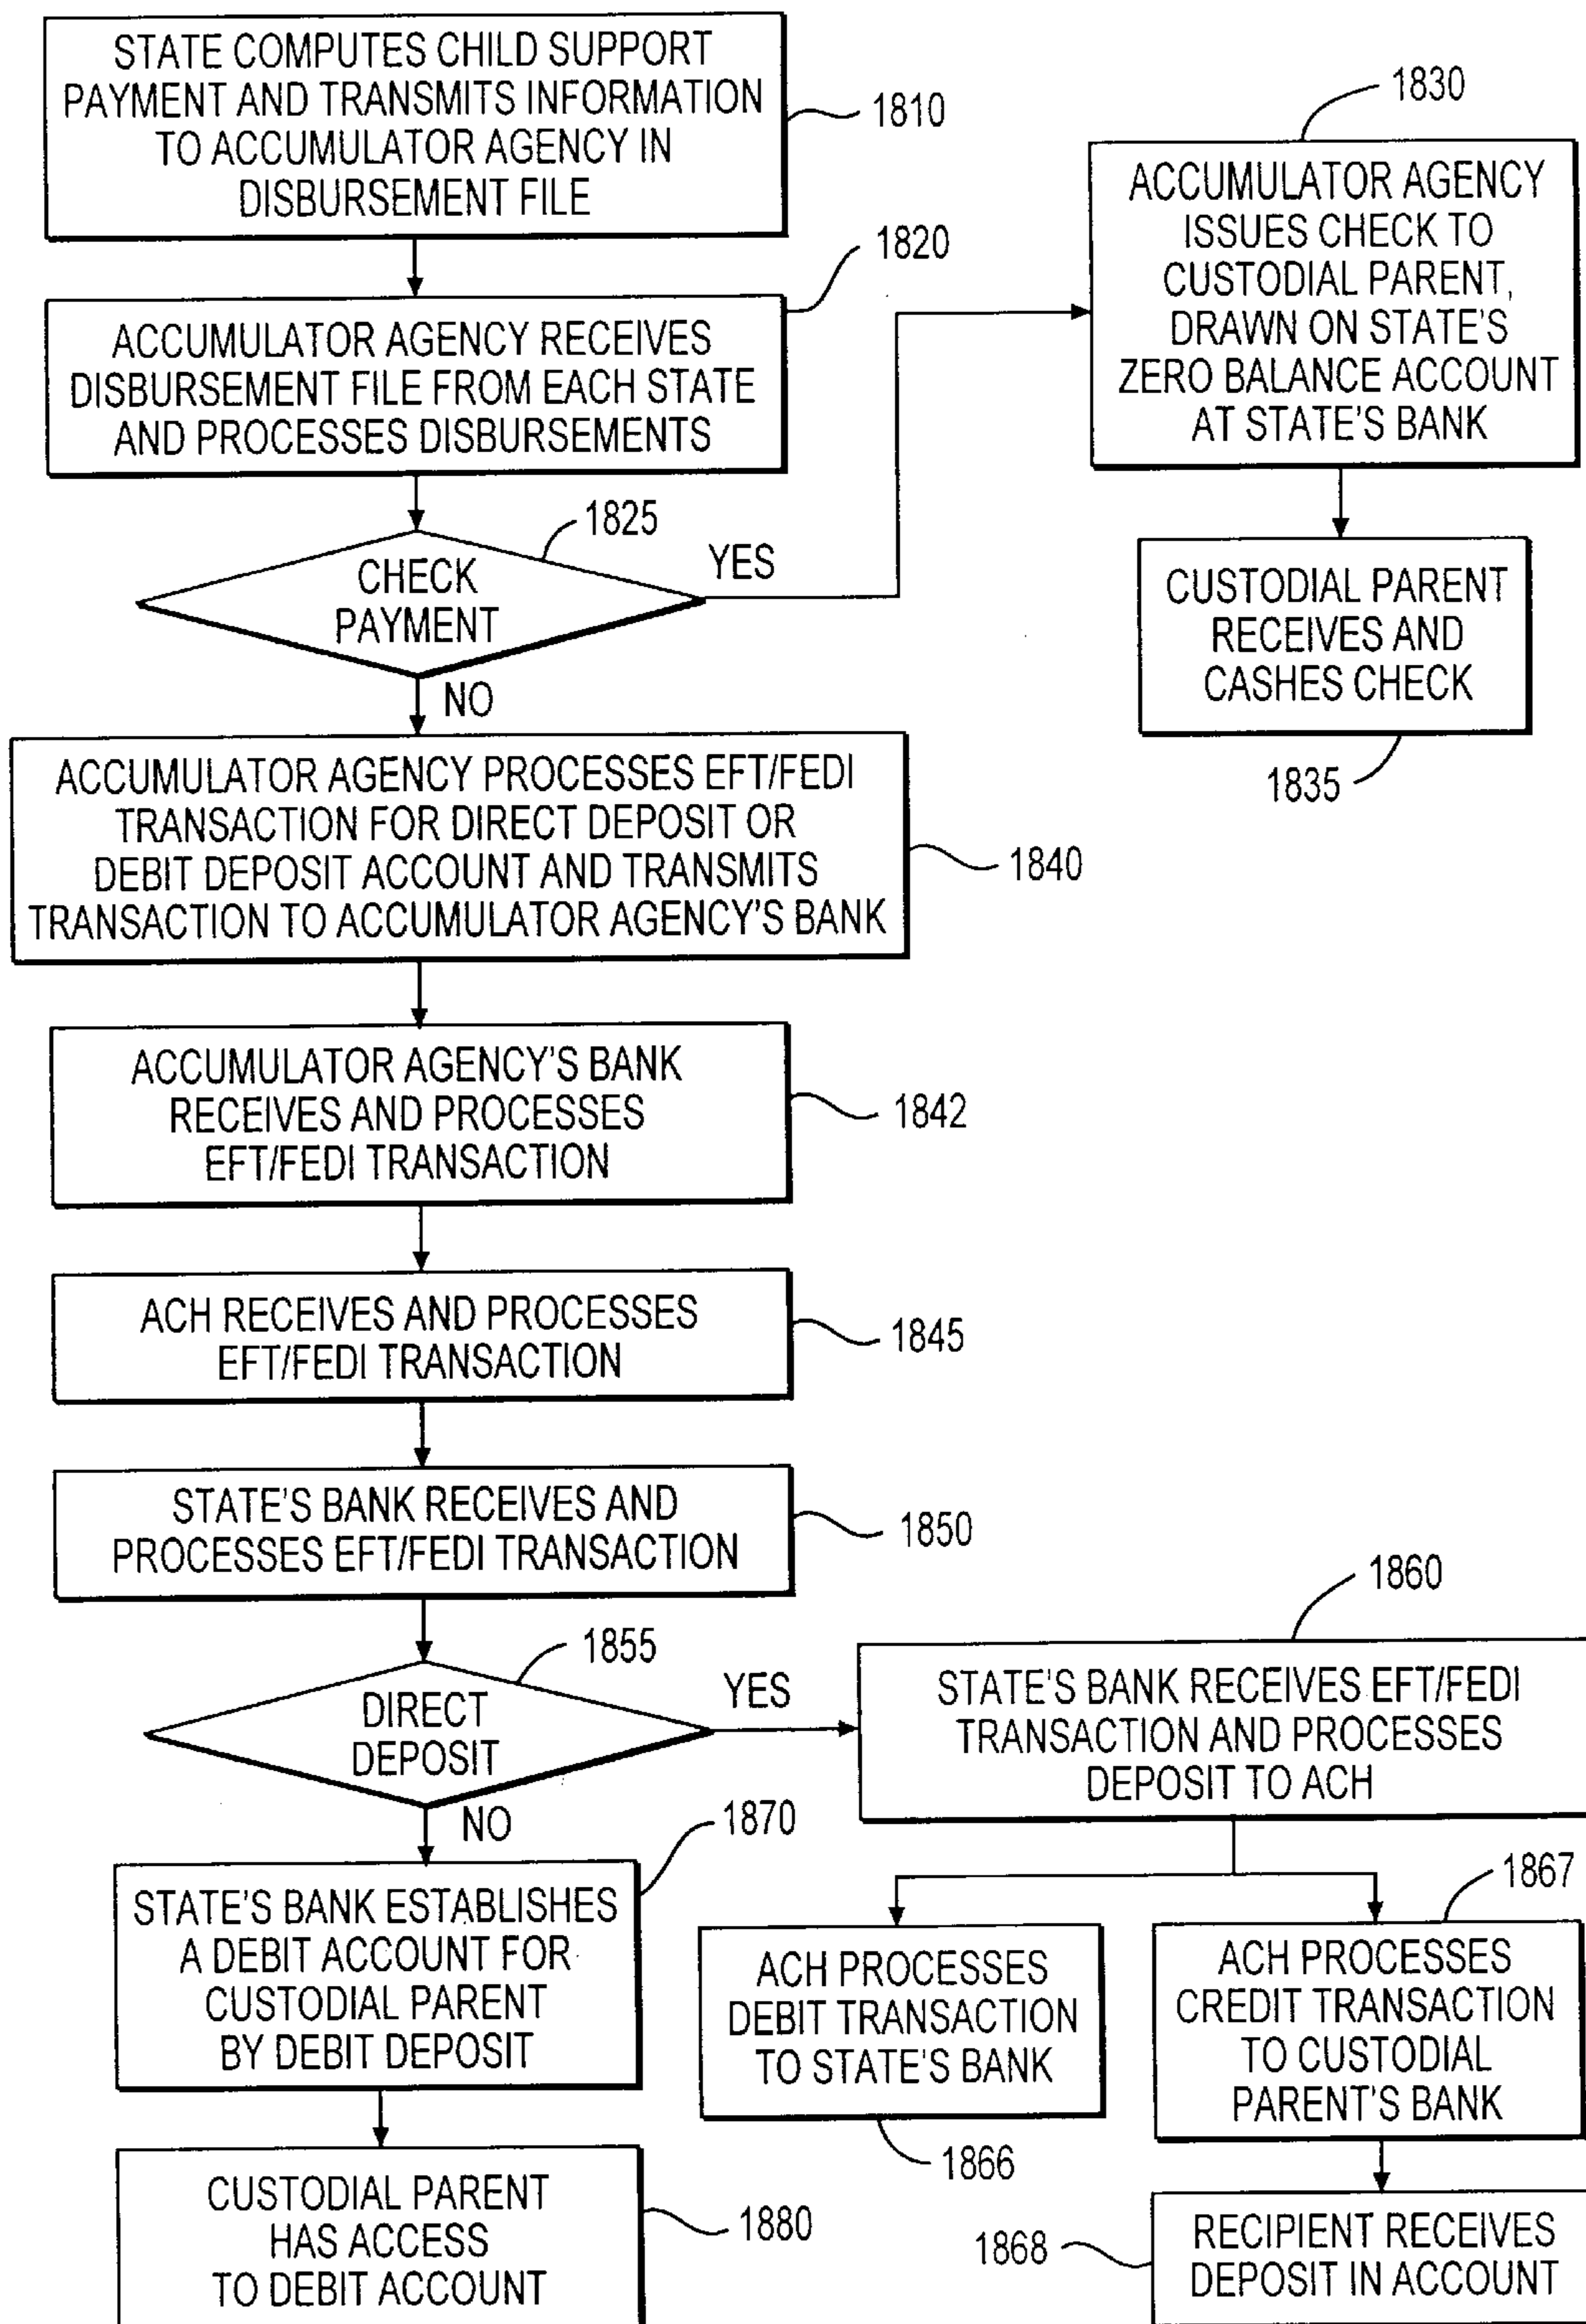 STATE COMPUTES CHILD SUPPORT
PAYMENT AND TRANSMITS INFORMATION
TO ACCUMULATOR AGENCY IN
DISBURSEMENT FILE
1810
1820
ACCUMULATOR AGENCY RECEIVES
DISBURSEMENT FILE FROM EACH STATE
AND PROCESSES DISBURSEMENTS
1825
CHECK
PAYMENT
YES
NO
1830
ACCUMULATOR AGENCY
ISSUES CHECK TO
CUSTODIAL PARENT,
DRAWN ON STATE'S
ZERO BALANCE ACCOUNT
AT STATE'S BANK
CUSTODIAL PARENT
RECEIVES AND
CASHES CHECK
1835
ACCUMULATOR AGENCY PROCESSES EFT/FEDI
TRANSACTION FOR DIRECT DEPOSIT OR
DEBIT DEPOSIT ACCOUNT AND TRANSMITS
TRANSACTION TO ACCUMULATOR AGENCY'S BANK
1840
ACCUMULATOR AGENCY'S BANK
RECEIVES AND PROCESSES
EFT/FEDI TRANSACTION
1842
ACH RECEIVES AND PROCESSES
EFT/FEDI TRANSACTION
1845
STATE'S BANK RECEIVES AND
PROCESSES EFT/FEDI TRANSACTION
1850
1855
DIRECT
DEPOSIT
YES
NO
1860
STATE'S BANK RECEIVES EFT/FEDI
TRANSACTION AND PROCESSES
DEPOSIT TO ACH
1870
STATE'S BANK ESTABLISHES
A DEBIT ACCOUNT FOR
CUSTODIAL PARENT
BY DEBIT DEPOSIT
ACH PROCESSES
DEBIT TRANSACTION
TO STATE'S BANK
1866
1867
ACH PROCESSES
CREDIT TRANSACTION
TO CUSTODIAL
PARENT'S BANK
CUSTODIAL PARENT
HAS ACCESS
TO DEBIT ACCOUNT
1880
1868
RECIPIENT RECEIVES
DEPOSIT IN ACCOUNT